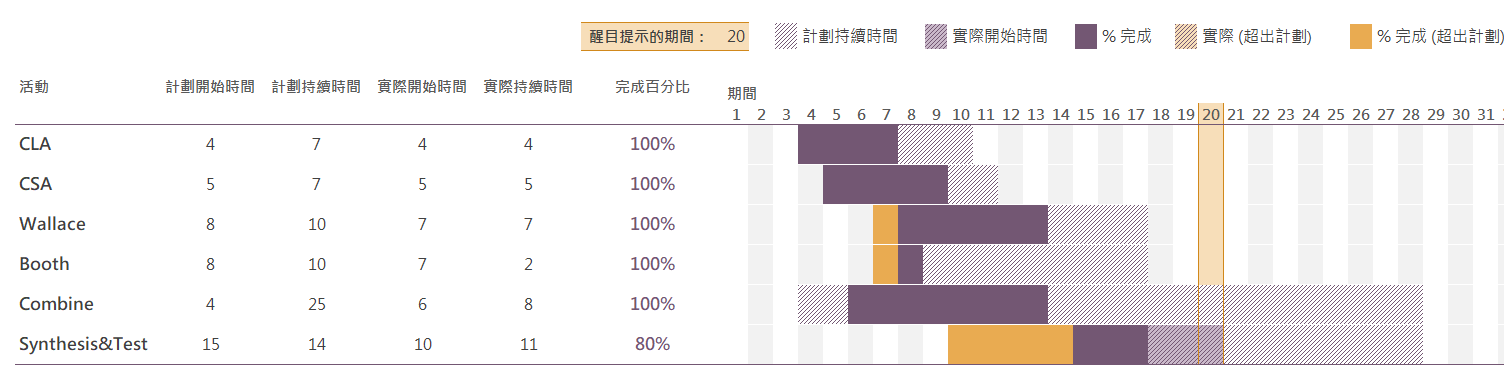 醒目提示的期間： 20 計劃持續時間 實際開始時間 % 完成 實際 (超出計劃) % 完成 (超出計劃)
活動 計劃開始時間 計劃持續時間 實際開始時間 實際持續時間 完成百分比 期間
1 2 3 4 5 6 7 8 9 10 11 12 13 14 15 16 17 18 19 20 21 22 23 24 25 26 27 28 29 30 31
CLA 4 7 4 4 100%
CSA 5 7 5 5 100%
Wallace 8 10 7 7 100%
Booth 8 10 7 2 100%
Combine 4 25 6 8 100%
Synthesis&Test 15 14 10 11 80%